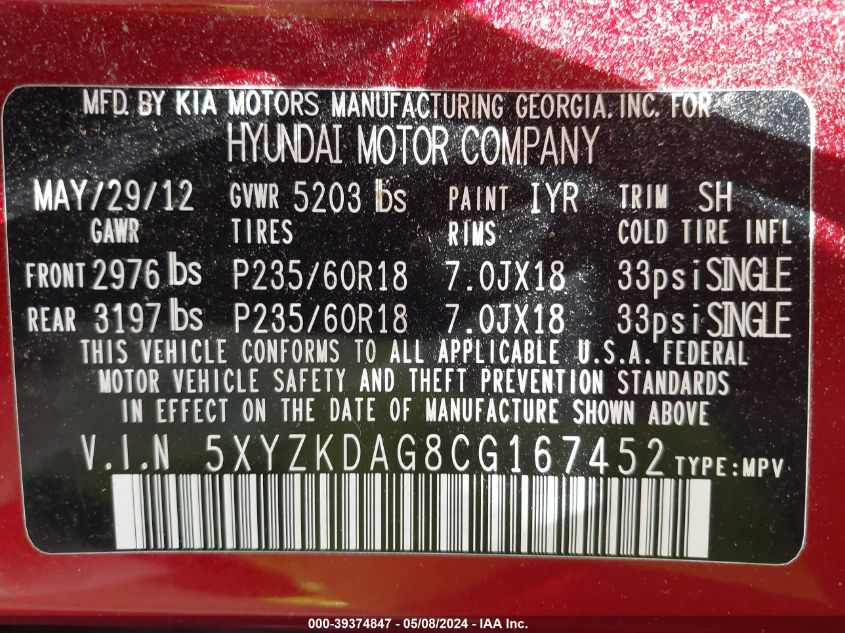 MFD. BY KIA MOTORS MANUFACTURING GEORGIA. INC. FOR
HYUNDAI MOTOR COMPANY
MAY/29/12 GVWR 5203 lbs PAINT IYR TRIM SH
GAWR TIRES RIMS COLD TIRE INFL
FRONT 2976 lbs P235/60R18 7.0JX18 33psi SINGLE
REAR 3197 lbs P235/60R18 7.0JX18 33psi SINGLE
THIS VEHICLE CONFORMS TO ALL APPLICABLE U.S.A. FEDERAL
MOTOR VEHICLE SAFETY AND THEFT PREVENTION STANDARDS
IN EFFECT ON THE DATE OF MANUFACTURE SHOWN ABOVE
V.I.N 5XYZKDAG8CG167452 TYPE:MPV
000-39374847 - 05/08/2024 - IAA Inc.